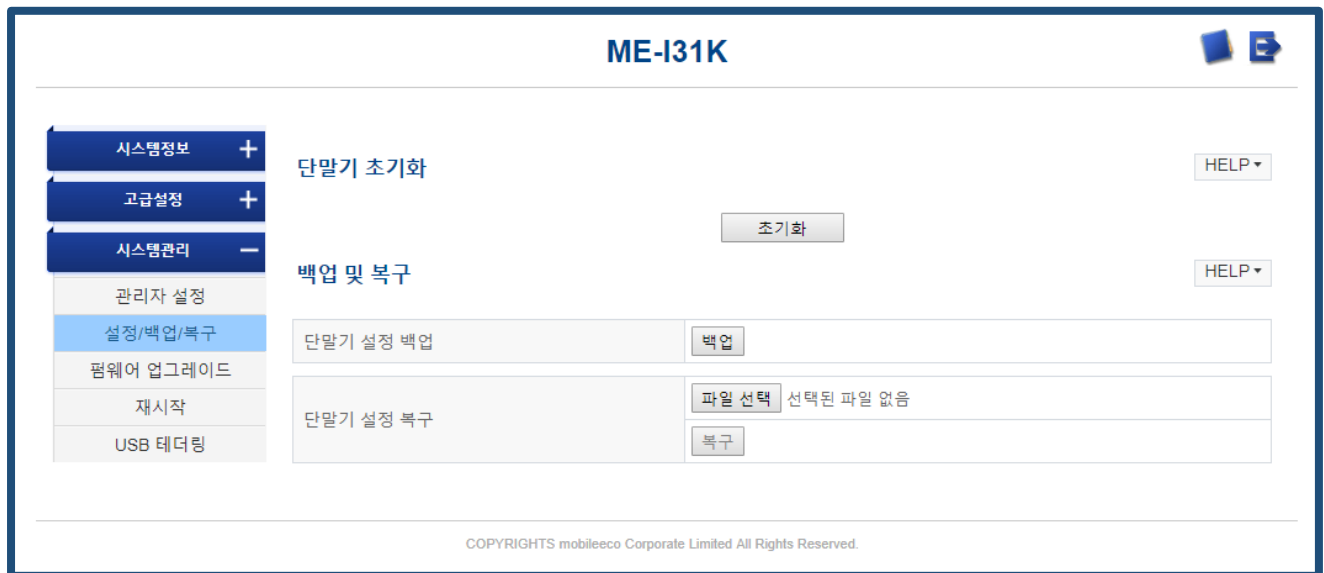 ME-I31K
시스템정보
고급설정
시스템관리
관리자 설정
설정/백업/복구
펌웨어 업그레이드
재시작
USB 테더링
단말기 초기화
HELP
초기화
백업 및 복구
HELP
단말기 설정 백업
백업
단말기 설정 복구
파일 선택 선택된 파일 없음
복구
COPYRIGHTS mobileeco Corporate Limited All Rights Reserved.